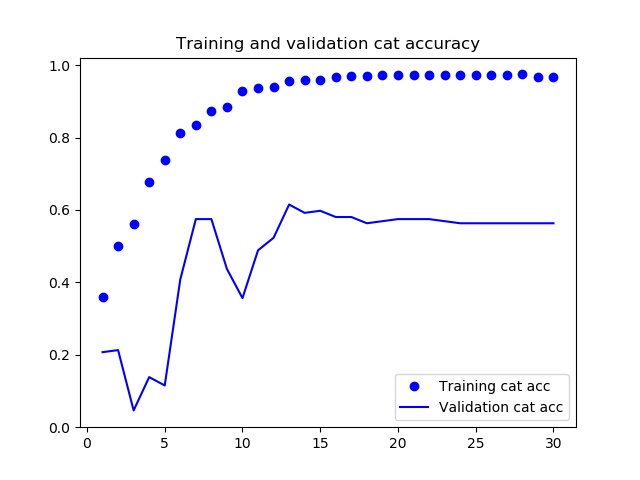 Training and validation cat accuracy
1.0
0.8
0.6
0.4
0.2
0.0
0 5 10 15 20 25 30
Training cat acc
Validation cat acc